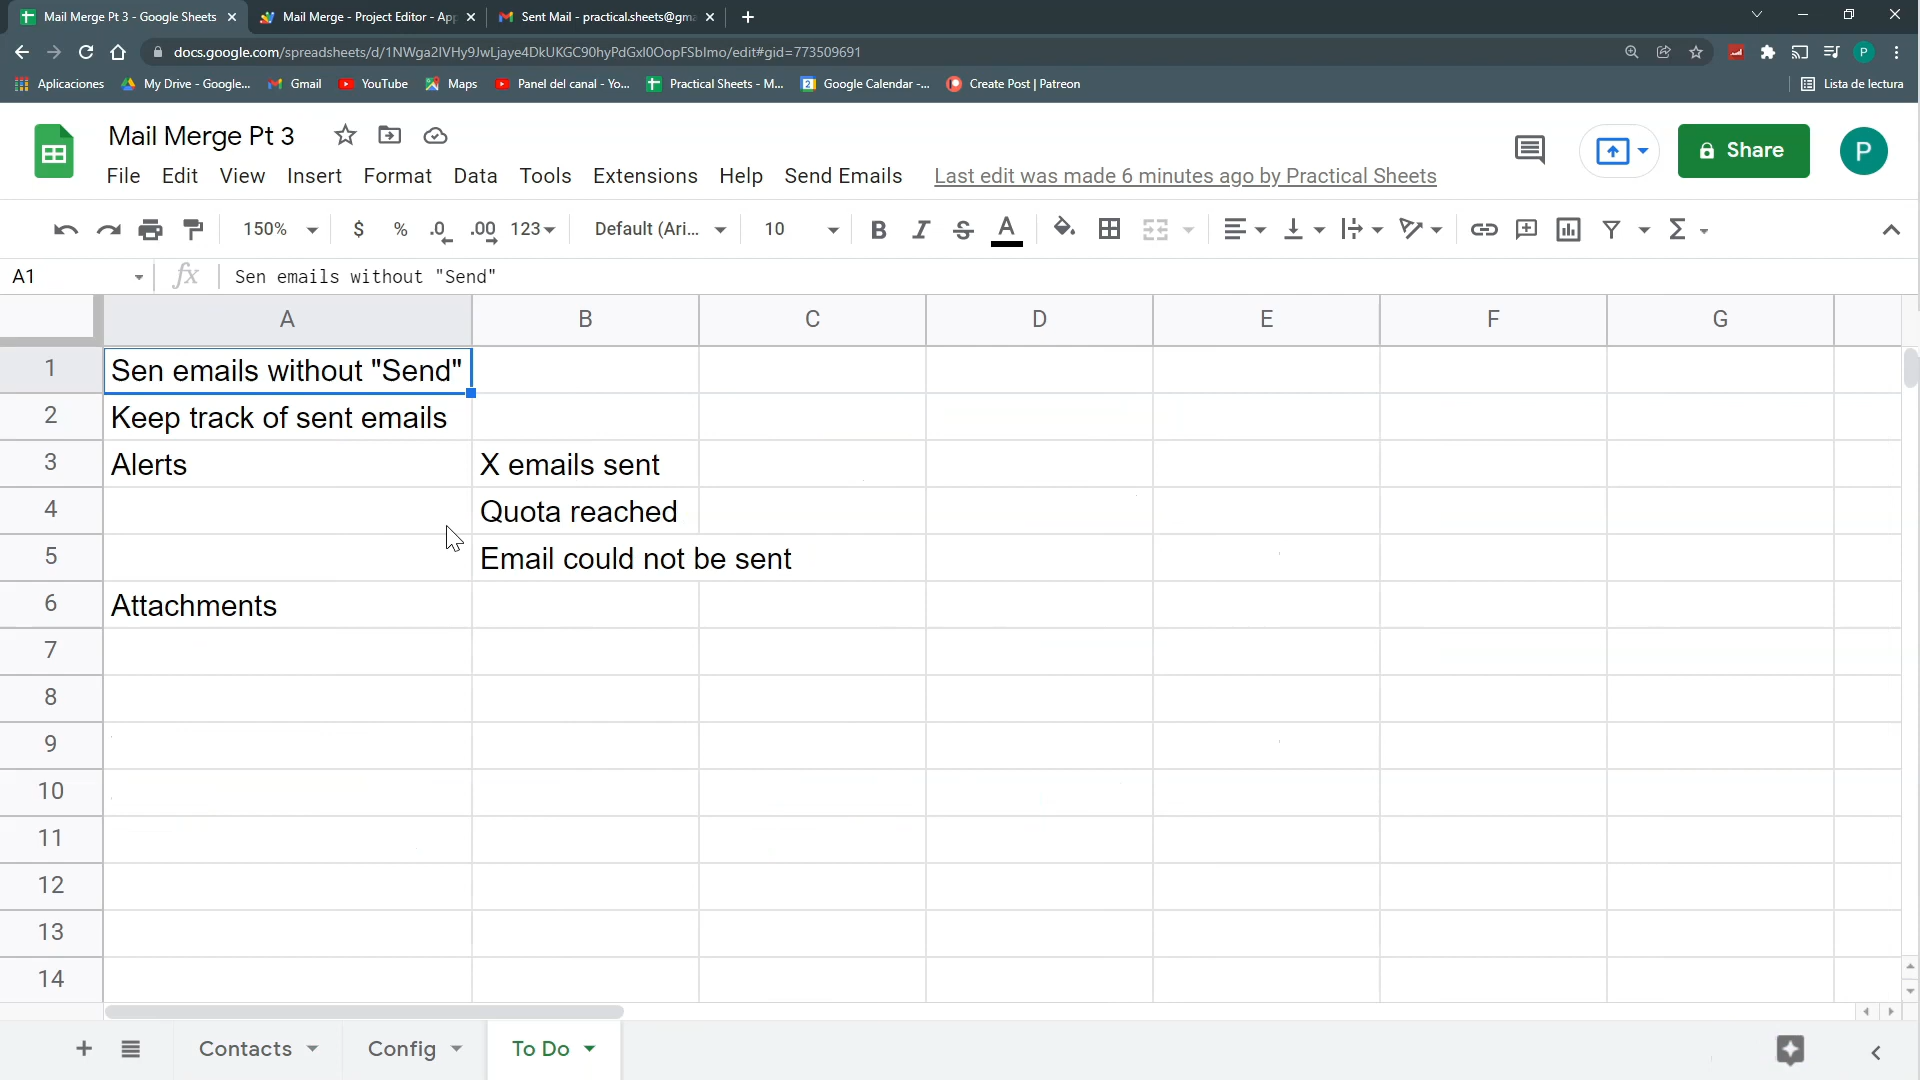 Mail Merge Pt 3 - Google Sheets
Mail Merge - Project Editor - App
Sent Mail - practical.sheets@gma
docs.google.com/spreadsheets/d/1NWga2IVHy9JwLjaye4DkUKGC90hyPdGxI0OopFSbImo/edit#gid=773509691
P
Aplicaciones
My Drive - Google...
Gmail
YouTube
Maps
Panel del canal - Yo...
Practical Sheets - M...
Google Calendar -...
Create Post | Patreon
Lista de lectura
Mail Merge Pt 3
Share
P
File Edit View Insert Format Data Tools Extensions Help Send Emails Last edit was made 6 minutes ago by Practical Sheets
150% $ % .0 .00 123 Default (Ari... 10 B I S A Σ
A1 fx Sen emails without "Send"
A B C D E F G
1 Sen emails without "Send"
2 Keep track of sent emails
3 Alerts X emails sent
4 Quota reached
5 Email could not be sent
6 Attachments
7
8
9
10
11
12
13
14
Contacts Config To Do